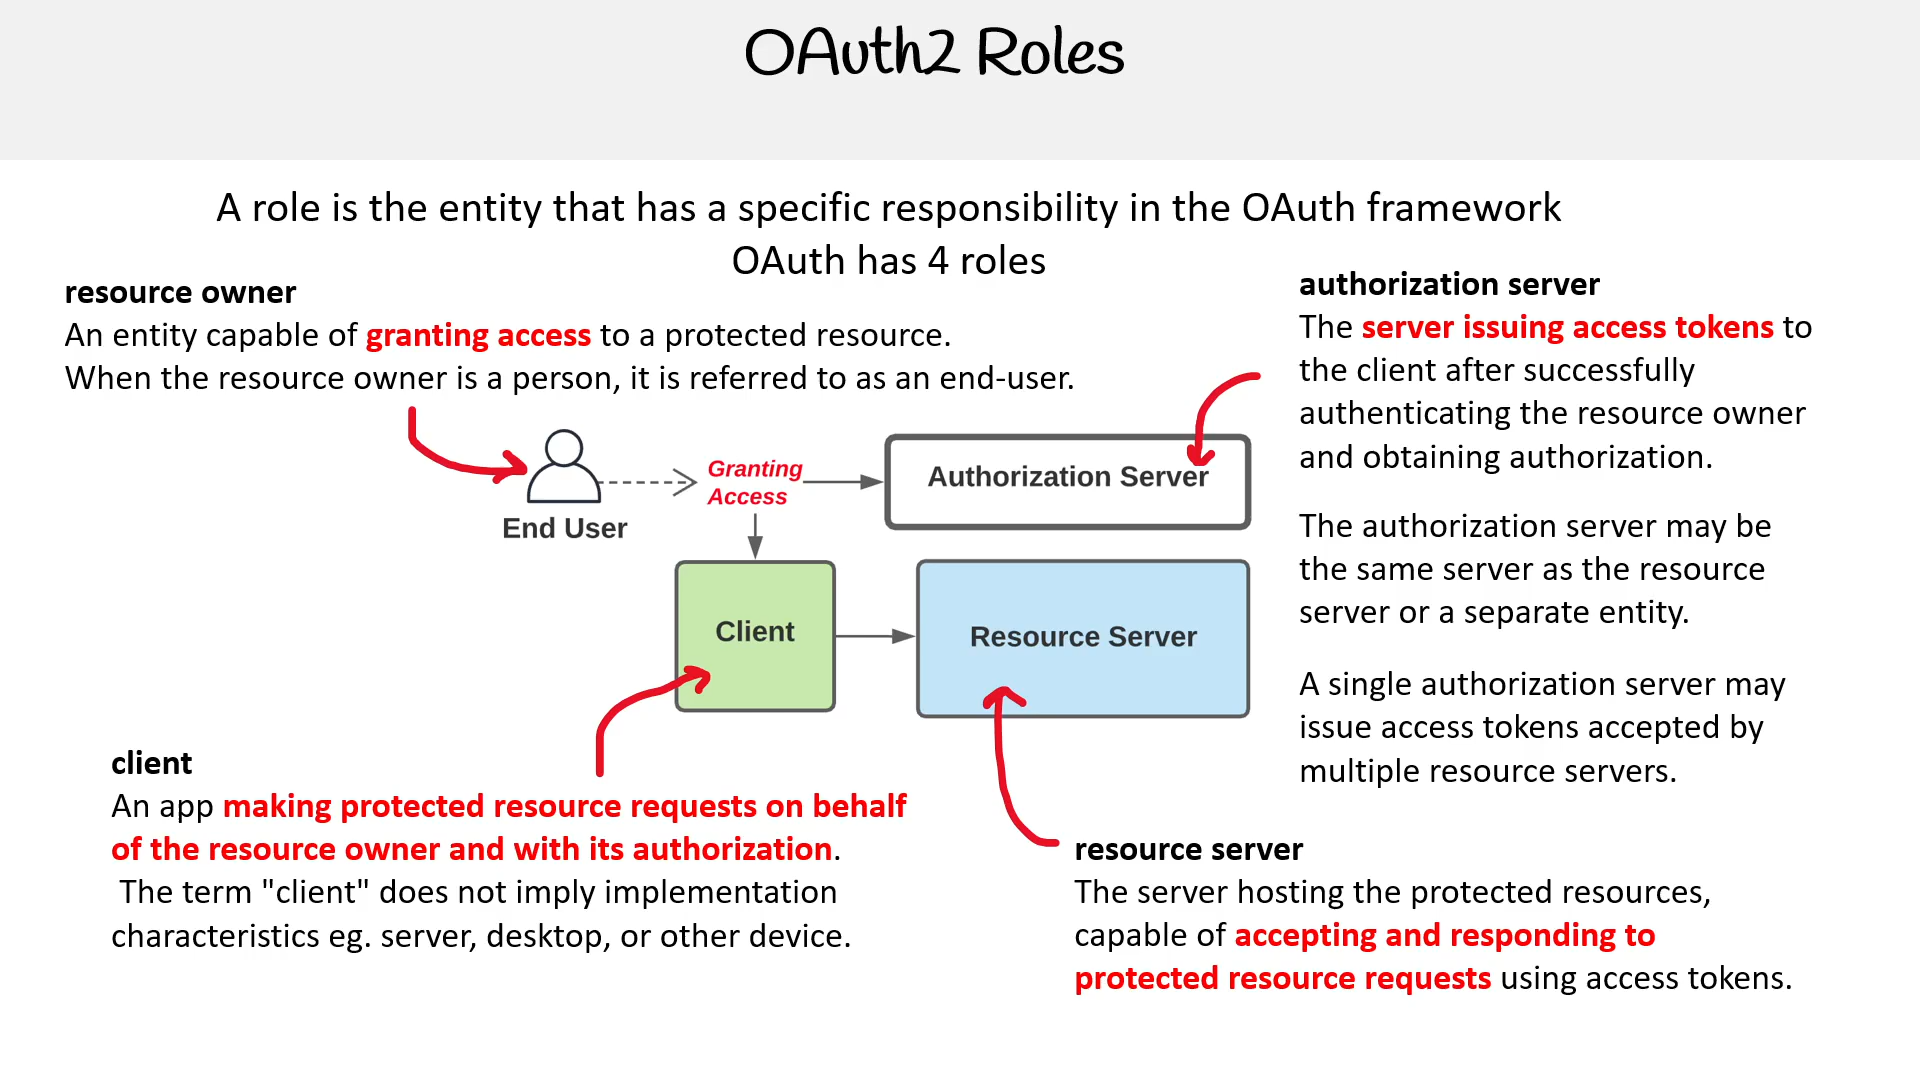 OAuth2 Roles
A role is the entity that has a specific responsibility in the OAuth framework
OAuth has 4 roles
resource owner
An entity capable of granting access to a protected resource.
When the resource owner is a person, it is referred to as an end-user.
authorization server
The server issuing access tokens to
the client after successfully
authenticating the resource owner
and obtaining authorization.
The authorization server may be
the same server as the resource
server or a separate entity.
A single authorization server may
issue access tokens accepted by
multiple resource servers.
End User
Granting
Access
Authorization Server
Client
Resource Server
client
An app making protected resource requests on behalf
of the resource owner and with its authorization.
The term "client" does not imply implementation
characteristics eg. server, desktop, or other device.
resource server
The server hosting the protected resources,
capable of accepting and responding to
protected resource requests using access tokens.